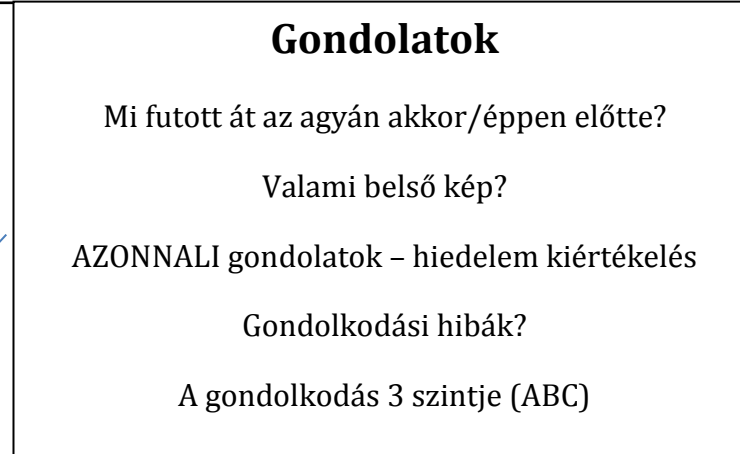 Gondolatok
Mi futott át az agyán akkor/éppen előtte?
Valami belső kép?
AZONNALI gondolatok – hiedelem kiértékelés
Gondolkodási hibák?
A gondolkodás 3 szintje (ABC)